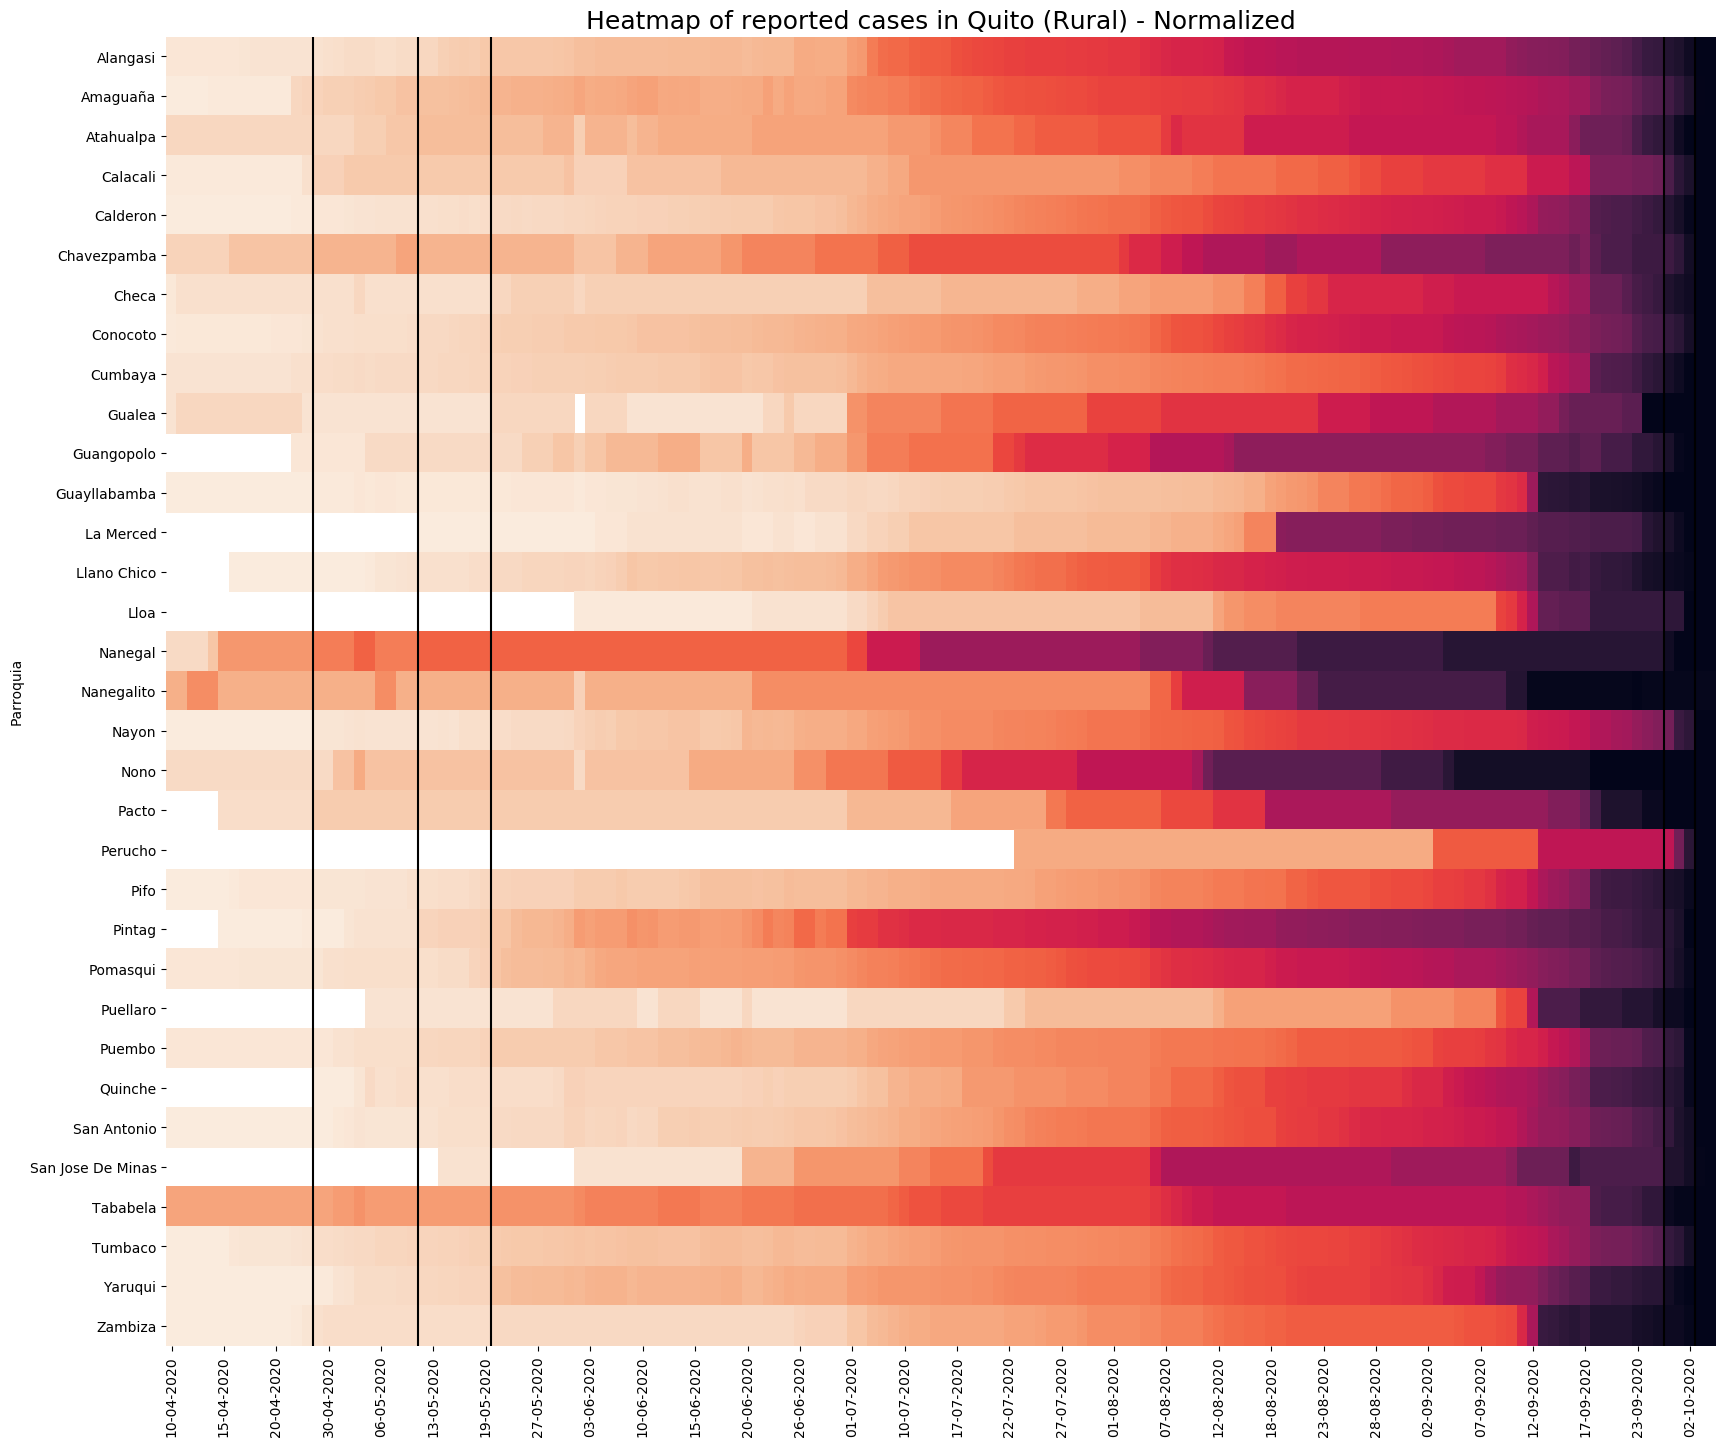 Heatmap of reported cases in Quito (Rural) - Normalized
Parroquia
Alangasi
Amaguaña
Atahualpa
Calacali
Calderon
Chavezpamba
Checa
Conocoto
Cumbaya
Gualea
Guangopolo
Guayllabamba
La Merced
Llano Chico
Lloa
Nanegal
Nanegalito
Nayon
Nono
Pacto
Perucho
Pifo
Pintag
Pomasqui
Puellaro
Puembo
Quinche
San Antonio
San Jose De Minas
Tababela
Tumbaco
Yaruqui
Zambiza
10-04-2020
15-04-2020
20-04-2020
30-04-2020
06-05-2020
13-05-2020
19-05-2020
27-05-2020
03-06-2020
10-06-2020
15-06-2020
20-06-2020
26-06-2020
01-07-2020
10-07-2020
17-07-2020
22-07-2020
27-07-2020
01-08-2020
07-08-2020
12-08-2020
18-08-2020
23-08-2020
28-08-2020
02-09-2020
07-09-2020
12-09-2020
17-09-2020
23-09-2020
02-10-2020